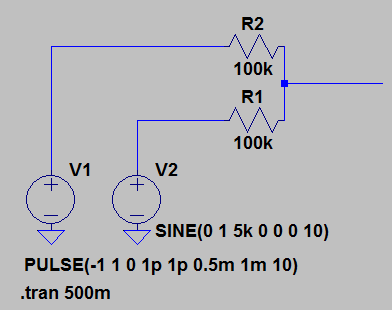 R2
100k
R1
100k
V1
V2
SINE(0 1 5k 0 0 0 10)
PULSE(-1 1 0 1p 1p 0.5m 1m 10)
.tran 500m